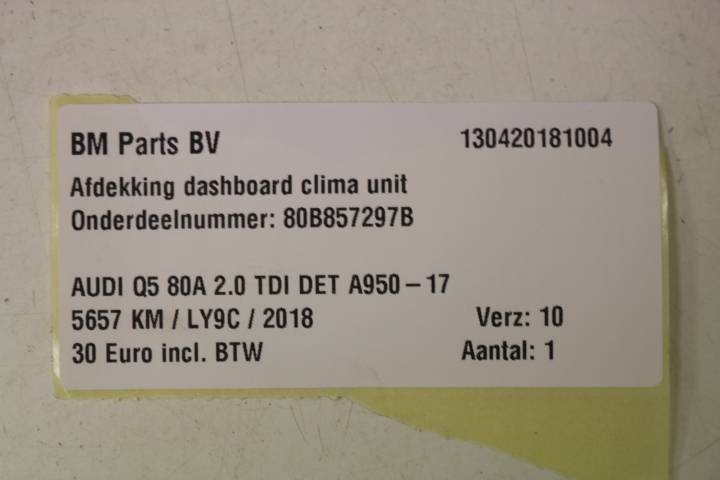 BM Parts BV 130420181004
Afdekking dashboard clima unit
Onderdeelnummer: 80B857297B
AUDI Q5 80A 2.0 TDI DET A950-17
5657 KM / LY9C / 2018 Verz: 10
30 Euro incl. BTW Aantal: 1